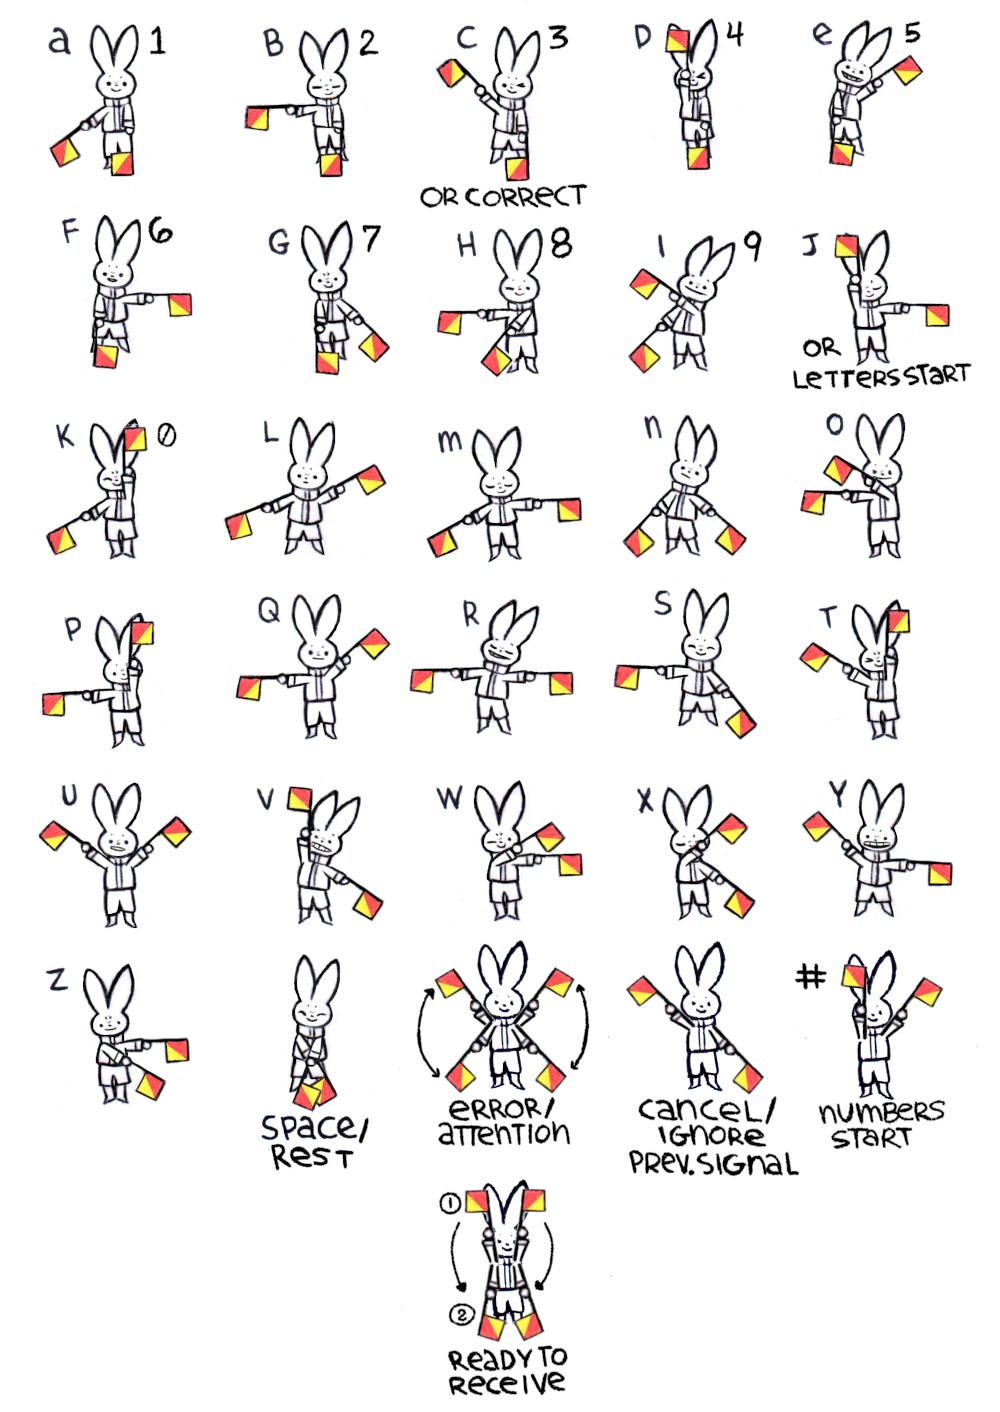 a 1 B 2 C 3 D 4 e 5
OR CORRECT
F 6 G 7 H 8 I 9 J
OR
LETTERS START
K 0 L m n O
P Q R S T
U V W X Y
Z #
SPACE/
REST
ERROR/
aTTENTION
CaNCEL/
IGNORE
PREV. SIGNaL
NUMBERS
START
①
②
READY TO
RECEIVE